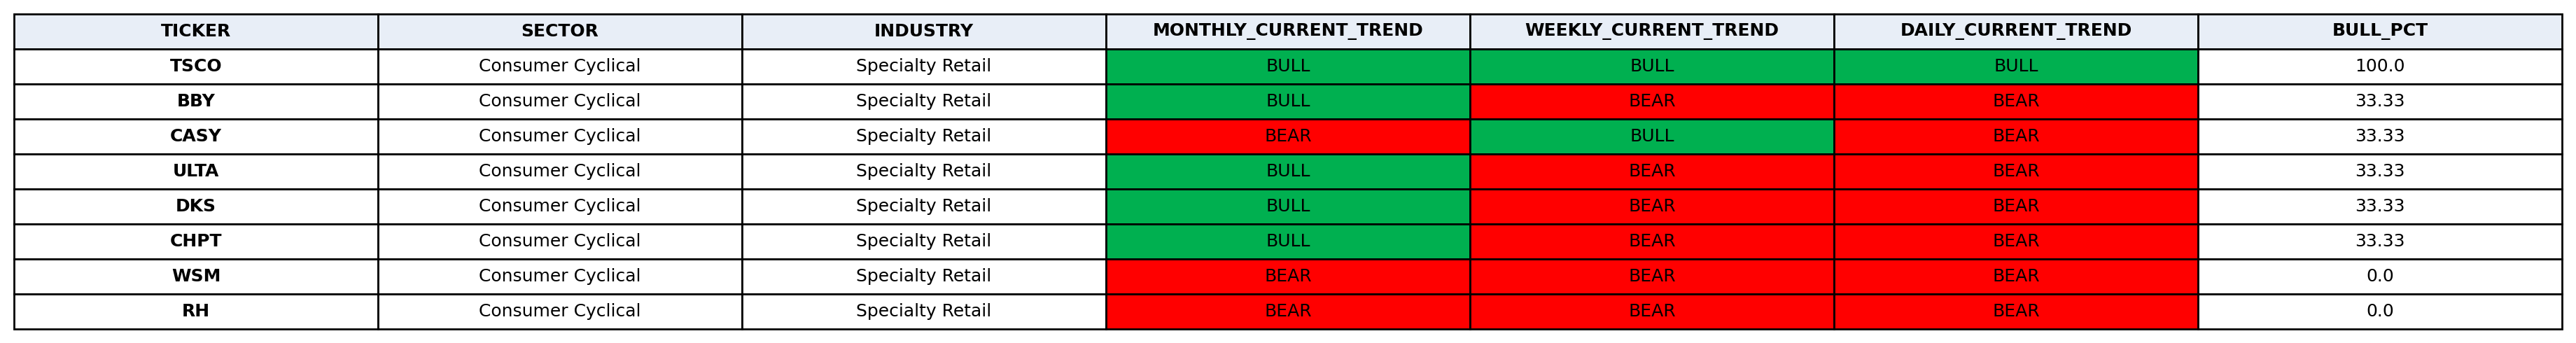 TICKER SECTOR INDUSTRY MONTHLY_CURRENT_TREND WEEKLY_CURRENT_TREND DAILY_CURRENT_TREND BULL_PCT
TSCO Consumer Cyclical Specialty Retail BULL BULL BULL 100.0
BBY Consumer Cyclical Specialty Retail BULL BEAR BEAR 33.33
CASY Consumer Cyclical Specialty Retail BEAR BULL BEAR 33.33
ULTA Consumer Cyclical Specialty Retail BULL BEAR BEAR 33.33
DKS Consumer Cyclical Specialty Retail BULL BEAR BEAR 33.33
CHPT Consumer Cyclical Specialty Retail BULL BEAR BEAR 33.33
WSM Consumer Cyclical Specialty Retail BEAR BEAR BEAR 0.0
RH Consumer Cyclical Specialty Retail BEAR BEAR BEAR 0.0